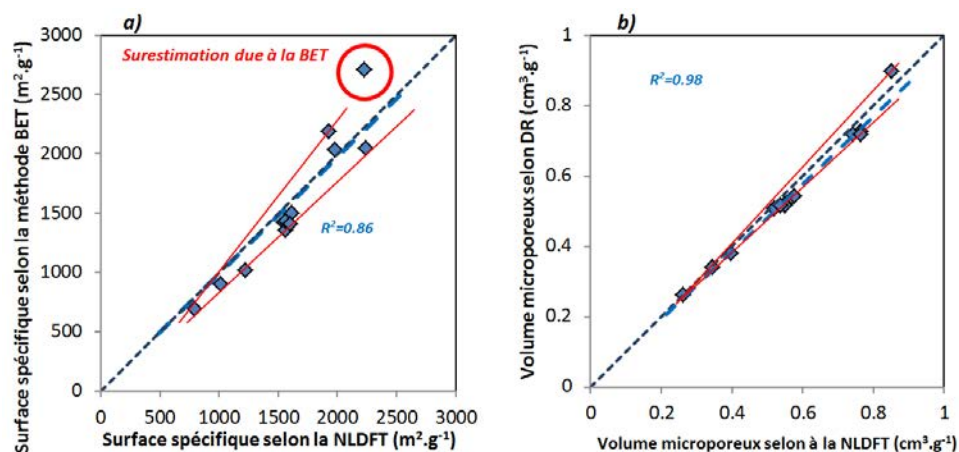 a)
Surface spécifique selon la méthode BET (m².g⁻¹)
3000
2500
2000
1500
1000
500
0
Surestimation due à la BET
R²=0.86
0 500 1000 1500 2000 2500 3000
Surface spécifique selon la NLDFT (m².g⁻¹)
b)
Volume microporeux selon DR (cm³.g⁻¹)
1
0.8
0.6
0.4
0.2
0
R²=0.98
0 0.2 0.4 0.6 0.8 1
Volume microporeux selon à la NLDFT (cm³.g⁻¹)